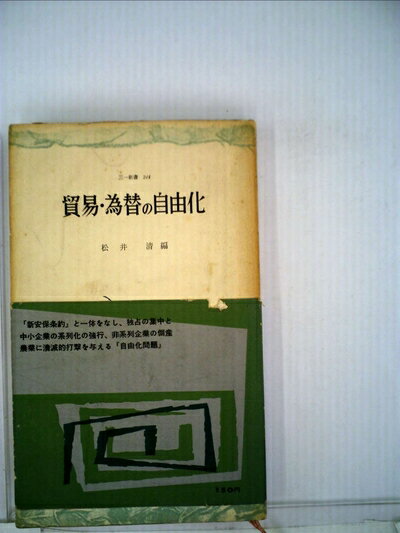 三一新書
貿易・為替の自由化
松井 清編
「新安保条約」と一体をなし、独占の集中と
中小企業の系列化の強行、非系列企業の倒産
農業に潰滅的打撃を与える「自由化問題」